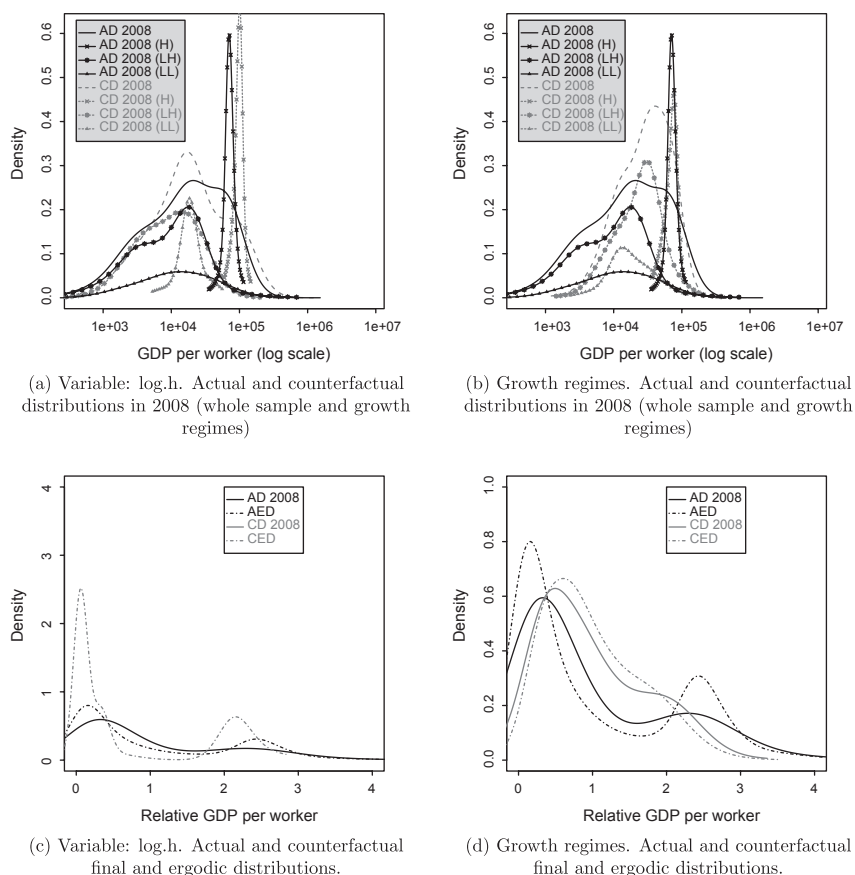 AD 2008
AD 2008 (H)
AD 2008 (LH)
AD 2008 (LL)
CD 2008
CD 2008 (H)
CD 2008 (LH)
CD 2008 (LL)
Density
0.0
0.1
0.2
0.3
0.4
0.5
0.6
1e+03
1e+04
1e+05
1e+06
1e+07
GDP per worker (log scale)
(a) Variable: log.h. Actual and counterfactual
distributions in 2008 (whole sample and growth
regimes)
AD 2008
AD 2008 (H)
AD 2008 (LH)
AD 2008 (LL)
CD 2008
CD 2008 (H)
CD 2008 (LH)
CD 2008 (LL)
Density
0.0
0.1
0.2
0.3
0.4
0.5
0.6
1e+03
1e+04
1e+05
1e+06
1e+07
GDP per worker (log scale)
(b) Growth regimes. Actual and counterfactual
distributions in 2008 (whole sample and growth
regimes)
AD 2008
AED
CD 2008
CED
Density
0
1
2
3
4
0
1
2
3
4
Relative GDP per worker
(c) Variable: log.h. Actual and counterfactual
final and ergodic distributions.
AD 2008
AED
CD 2008
CED
Density
0.0
0.2
0.4
0.6
0.8
1.0
0
1
2
3
4
Relative GDP per worker
(d) Growth regimes. Actual and counterfactual
final and ergodic distributions.